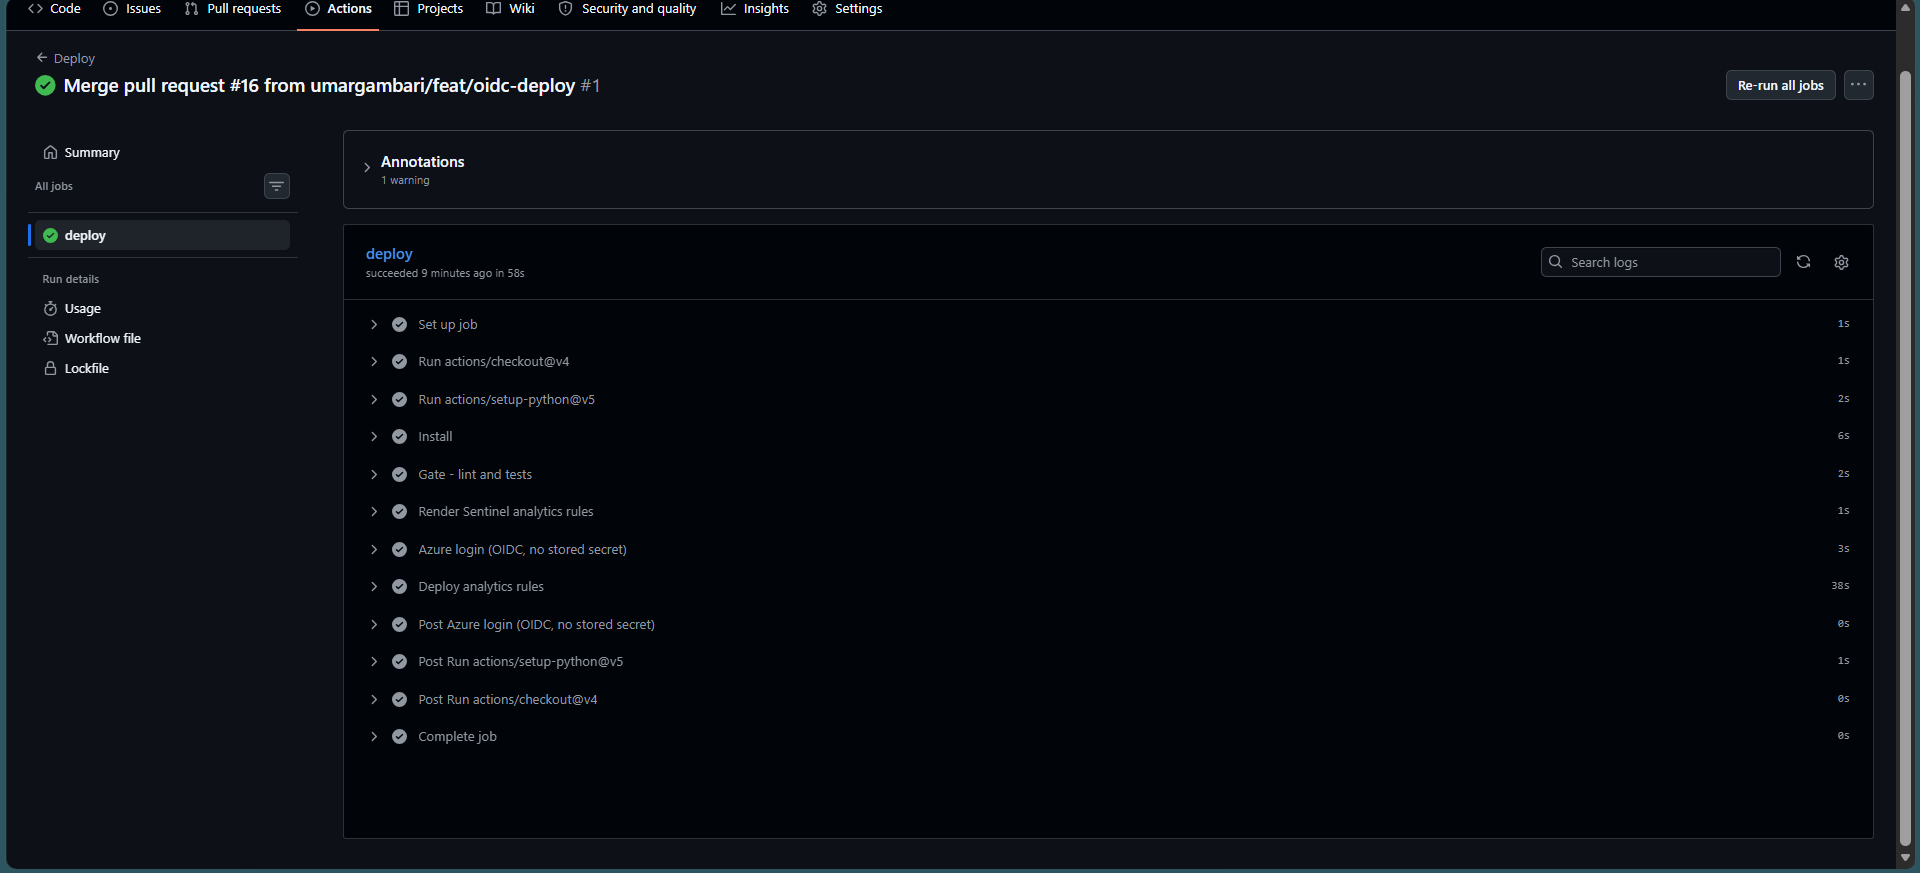 Code Issues Pull requests Actions Projects Wiki Security and quality Insights Settings
Deploy
Merge pull request #16 from umargambari/feat/oidc-deploy #1
Re-run all jobs
Summary
All jobs
deploy
Run details
Usage
Workflow file
Lockfile
Annotations
1 warning
deploy
succeeded 9 minutes ago in 58s
Search logs
Set up job 1s
Run actions/checkout@v4 1s
Run actions/setup-python@v5 2s
Install 6s
Gate - lint and tests 2s
Render Sentinel analytics rules 1s
Azure login (OIDC, no stored secret) 3s
Deploy analytics rules 38s
Post Azure login (OIDC, no stored secret) 0s
Post Run actions/setup-python@v5 1s
Post Run actions/checkout@v4 0s
Complete job 0s